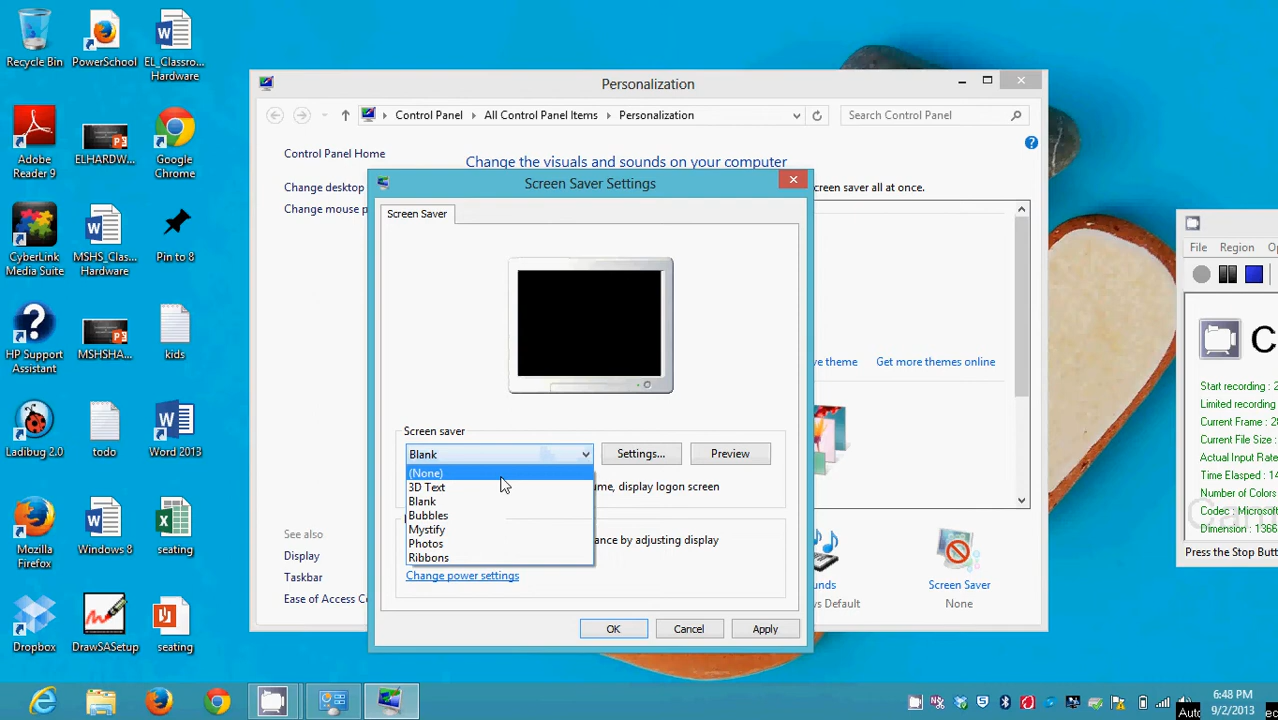 Recycle Bin
PowerSchool
EL_Classro...
Hardware
Adobe
Reader 9
ELHARDW...
Google
Chrome
CyberLink
Media Suite
MSHS_Clas...
Hardware
Pin to 8
HP Support
Assistant
MSHSHA...
kids
Ladibug 2.0
todo
Word 2013
Mozilla
Firefox
Windows 8
seating
Dropbox
DrawSASetup
seating
Personalization
Control Panel
All Control Panel Items
Personalization
Search Control Panel
Control Panel Home
Change desktop
Change mouse p
Change the visuals and sounds on your computer
creen saver all at once.
ve theme
Get more themes online
See also
Display
Taskbar
Ease of Access C
unds
ws Default
Screen Saver
None
Screen Saver Settings
Screen Saver
Screen saver
Blank
Settings...
Preview
(None)
3D Text
Blank
Bubbles
Mystify
Photos
Ribbons
ume, display logon screen
ance by adjusting display
Change power settings
OK
Cancel
Apply
File
Region
Op
C
Start recording : 2
Limited recording
Current Frame : 28
Current File Size :
Actual Input Rate
Time Elapsed : 14
Number of Colors
Codec : Microsoft
Dimension : 1366
Press the Stop Butt
6:48 PM
9/2/2013